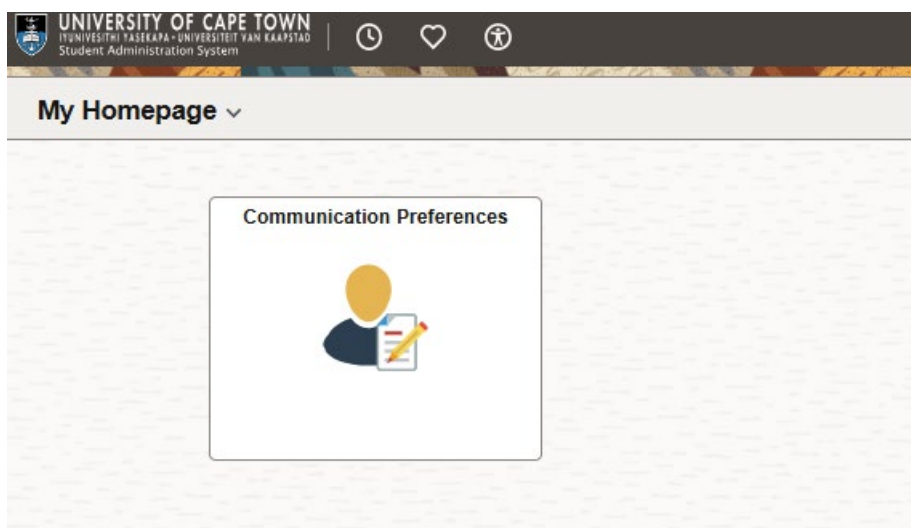 UNIVERSITY OF CAPE TOWN
IYUNIVESITHI YASEKAPA • UNIVERSITEIT VAN KAAPSTAD
Student Administration System
My Homepage
Communication Preferences